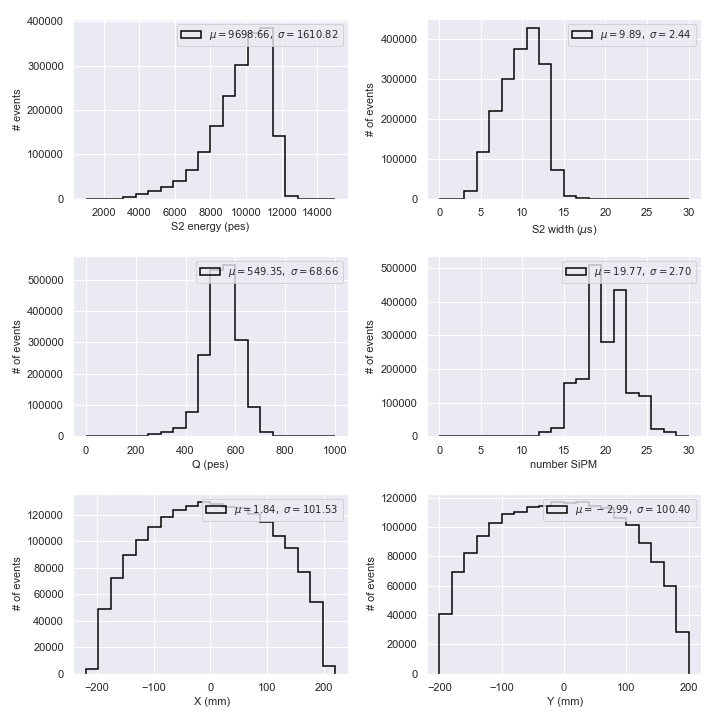 μ = 9698.66, σ = 1610.82
400000
300000
200000
100000
0
# events
2000 4000 6000 8000 10000 12000 14000
S2 energy (pes)
μ = 9.89, σ = 2.44
400000
300000
200000
100000
0
# of events
0 5 10 15 20 25 30
S2 width (μs)
μ = 549.35, σ = 68.66
500000
400000
300000
200000
100000
0
# of events
0 200 400 600 800 1000
Q (pes)
μ = 19.77, σ = 2.70
500000
400000
300000
200000
100000
0
# of events
0 5 10 15 20 25 30
number SiPM
μ = 1.84, σ = 101.53
120000
100000
80000
60000
40000
20000
0
# of events
−200 −100 0 100 200
X (mm)
μ = −2.99, σ = 100.40
120000
100000
80000
60000
40000
20000
0
# of events
−200 −100 0 100 200
Y (mm)